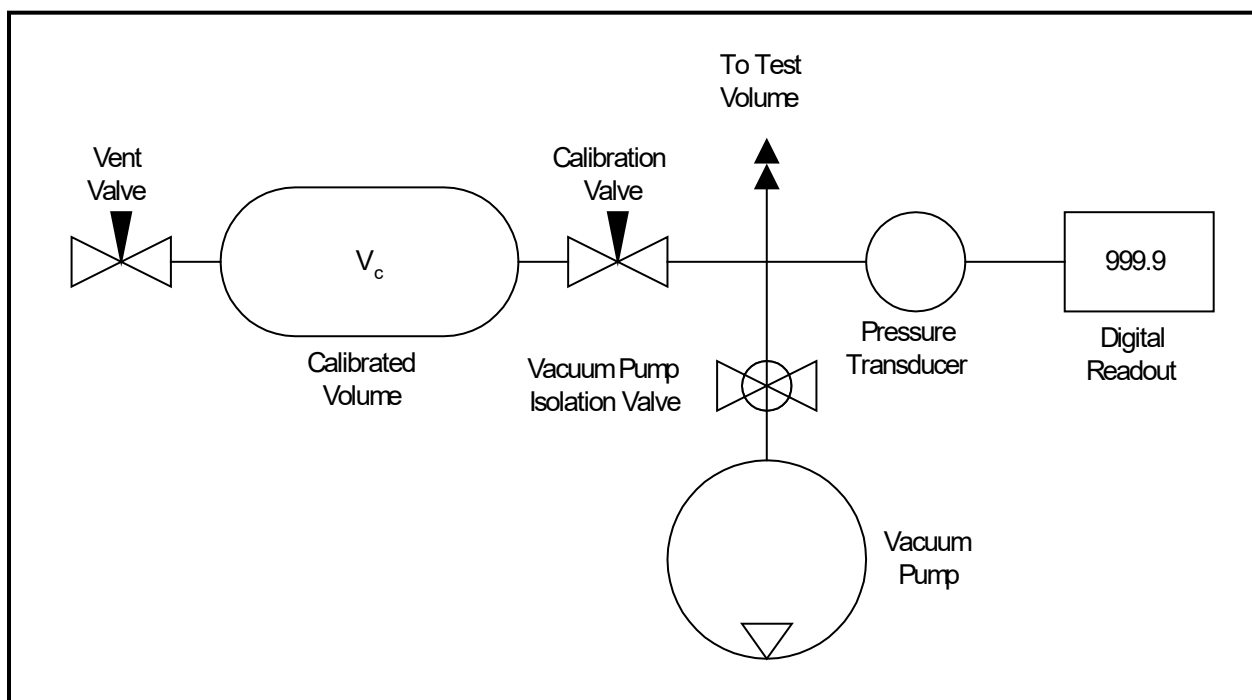 To Test
Volume
Vent
Valve
Calibration
Valve
Vc
999.9
Calibrated
Volume
Vacuum Pump
Isolation Valve
Pressure
Transducer
Digital
Readout
Vacuum
Pump